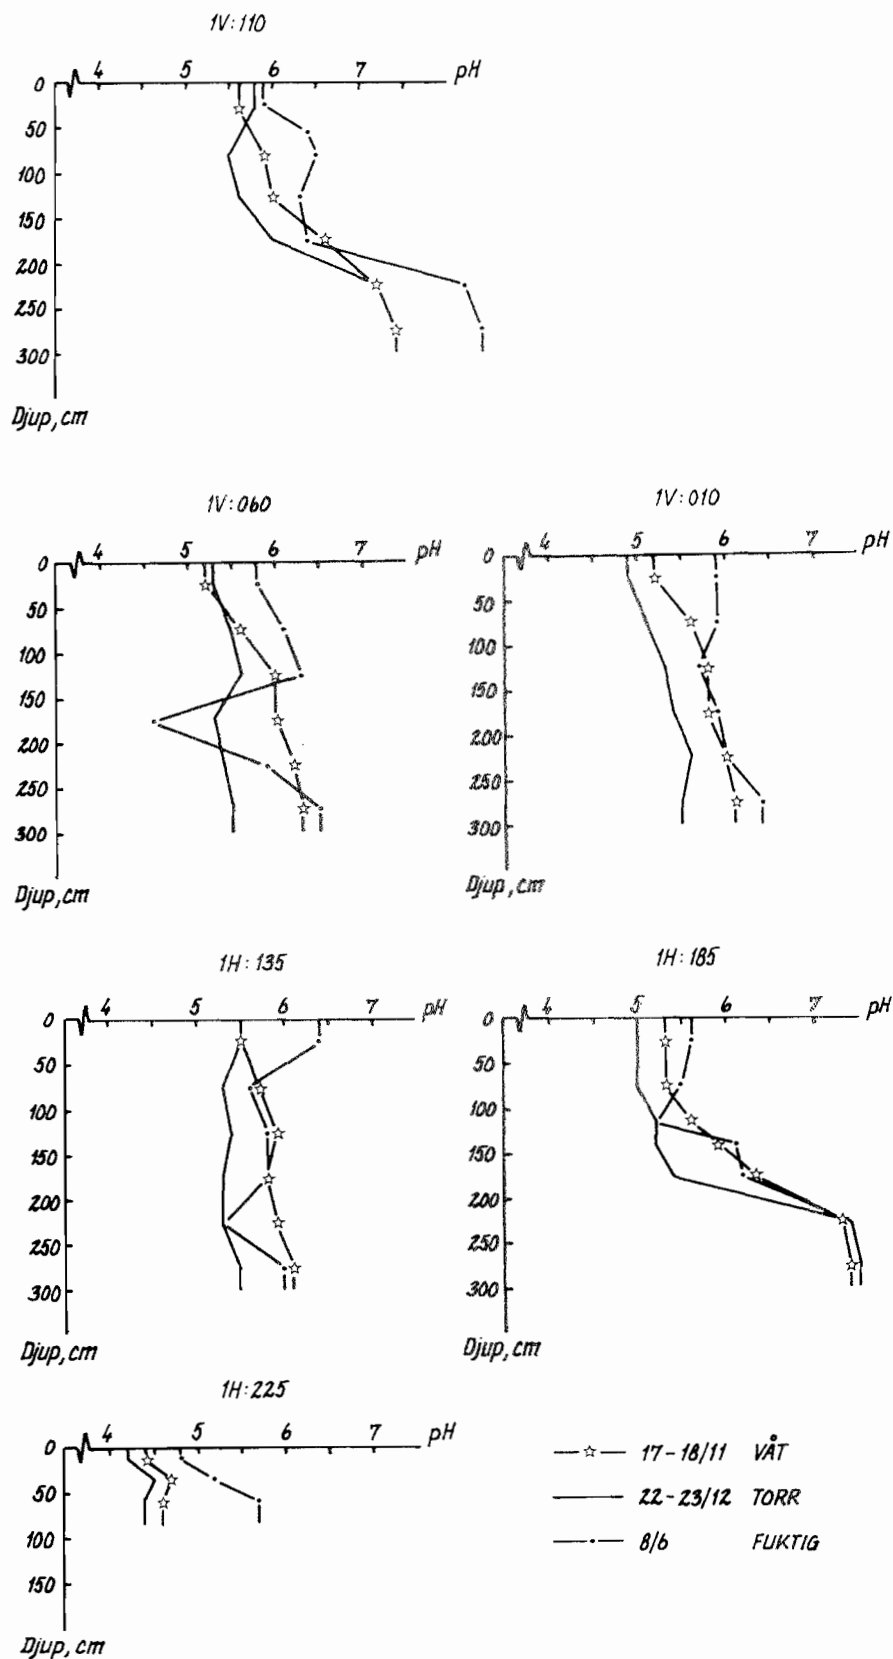 1V:110
4 5 6 7 pH
0
50
100
150
200
250
300
Djup, cm
1V:060
4 5 6 7 pH
0
50
100
150
200
250
300
Djup, cm
1V:010
4 5 6 7 pH
0
50
100
150
200
250
300
Djup, cm
1H:135
4 5 6 7 pH
0
50
100
150
200
250
300
Djup, cm
1H:185
4 5 6 7 pH
0
50
100
150
200
250
300
Djup, cm
1H:225
4 5 6 7 pH
0
50
100
150
Djup, cm
17-18/11 VÅT
22-23/12 TORR
8/6 FUKTIG